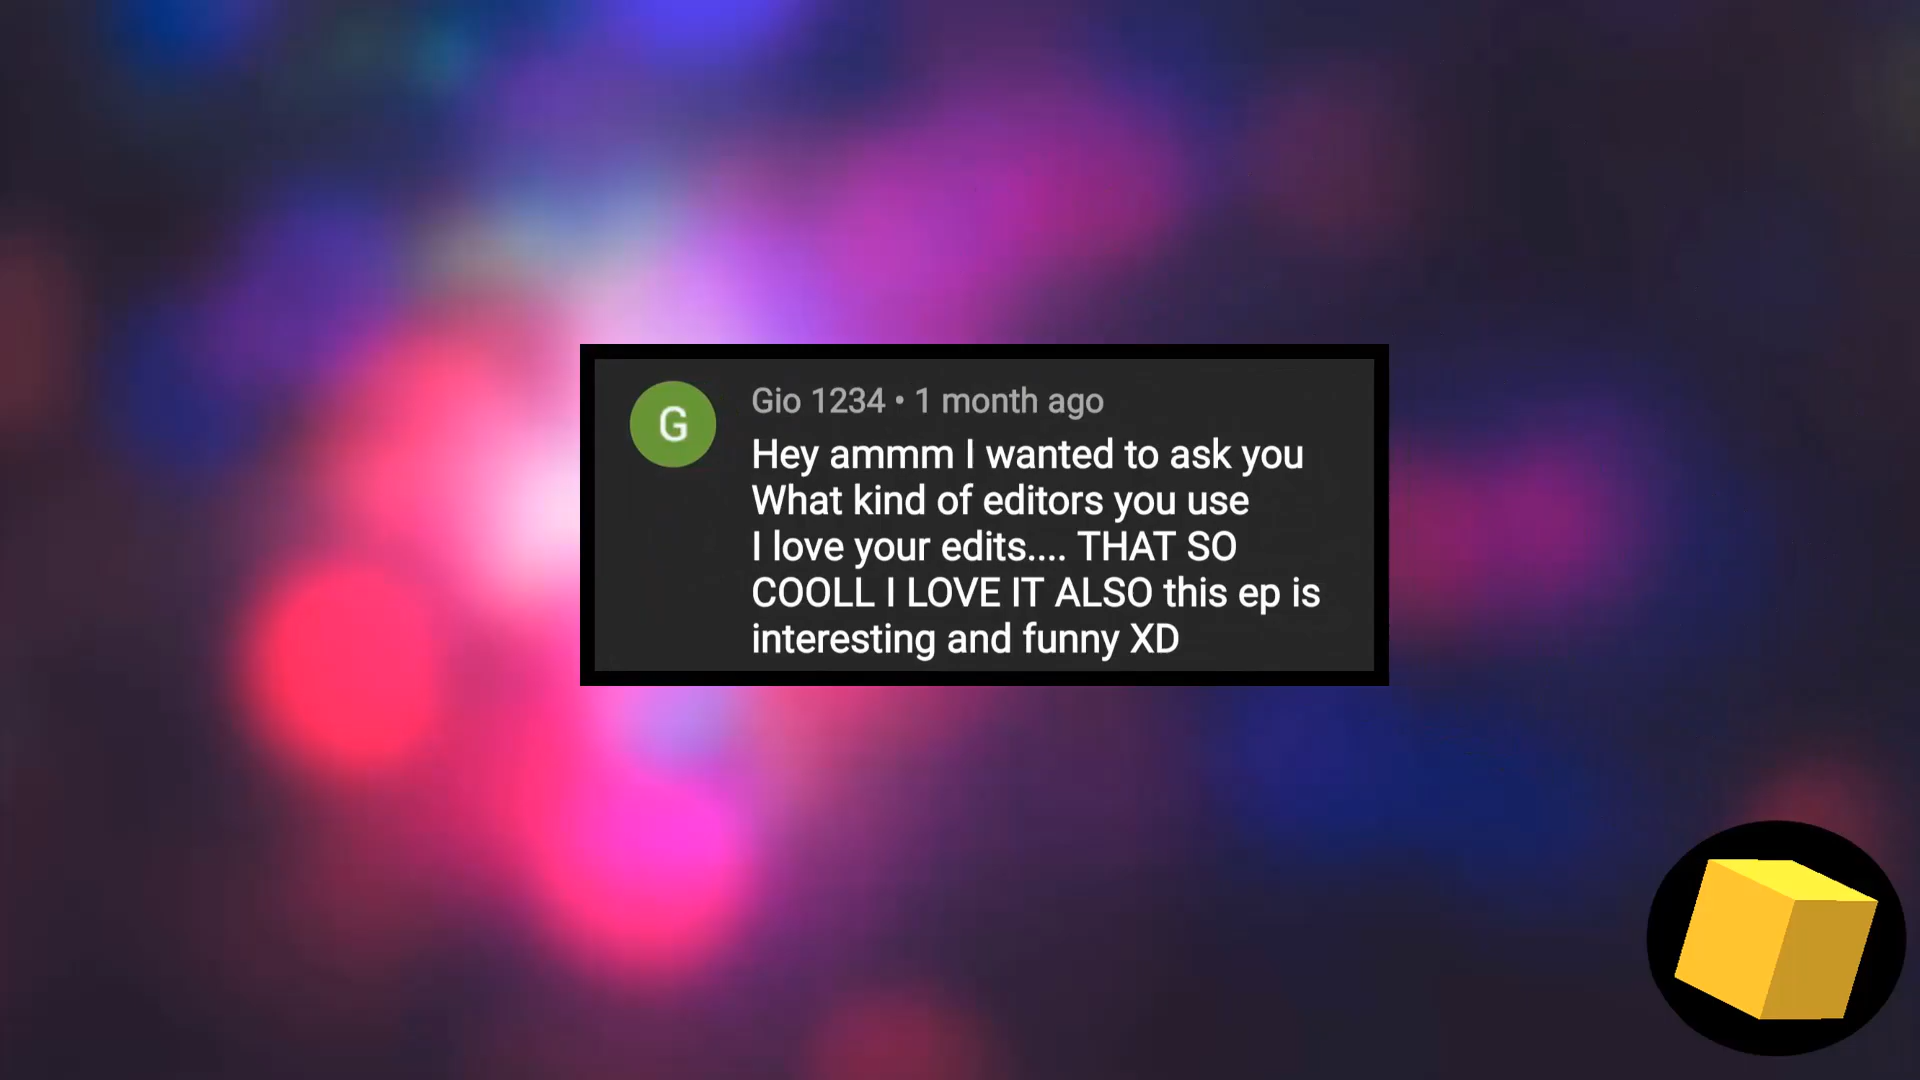 G
Gio 1234 • 1 month ago
Hey ammm I wanted to ask you
What kind of editors you use
I love your edits.... THAT SO
COOLL I LOVE IT ALSO this ep is
interesting and funny XD